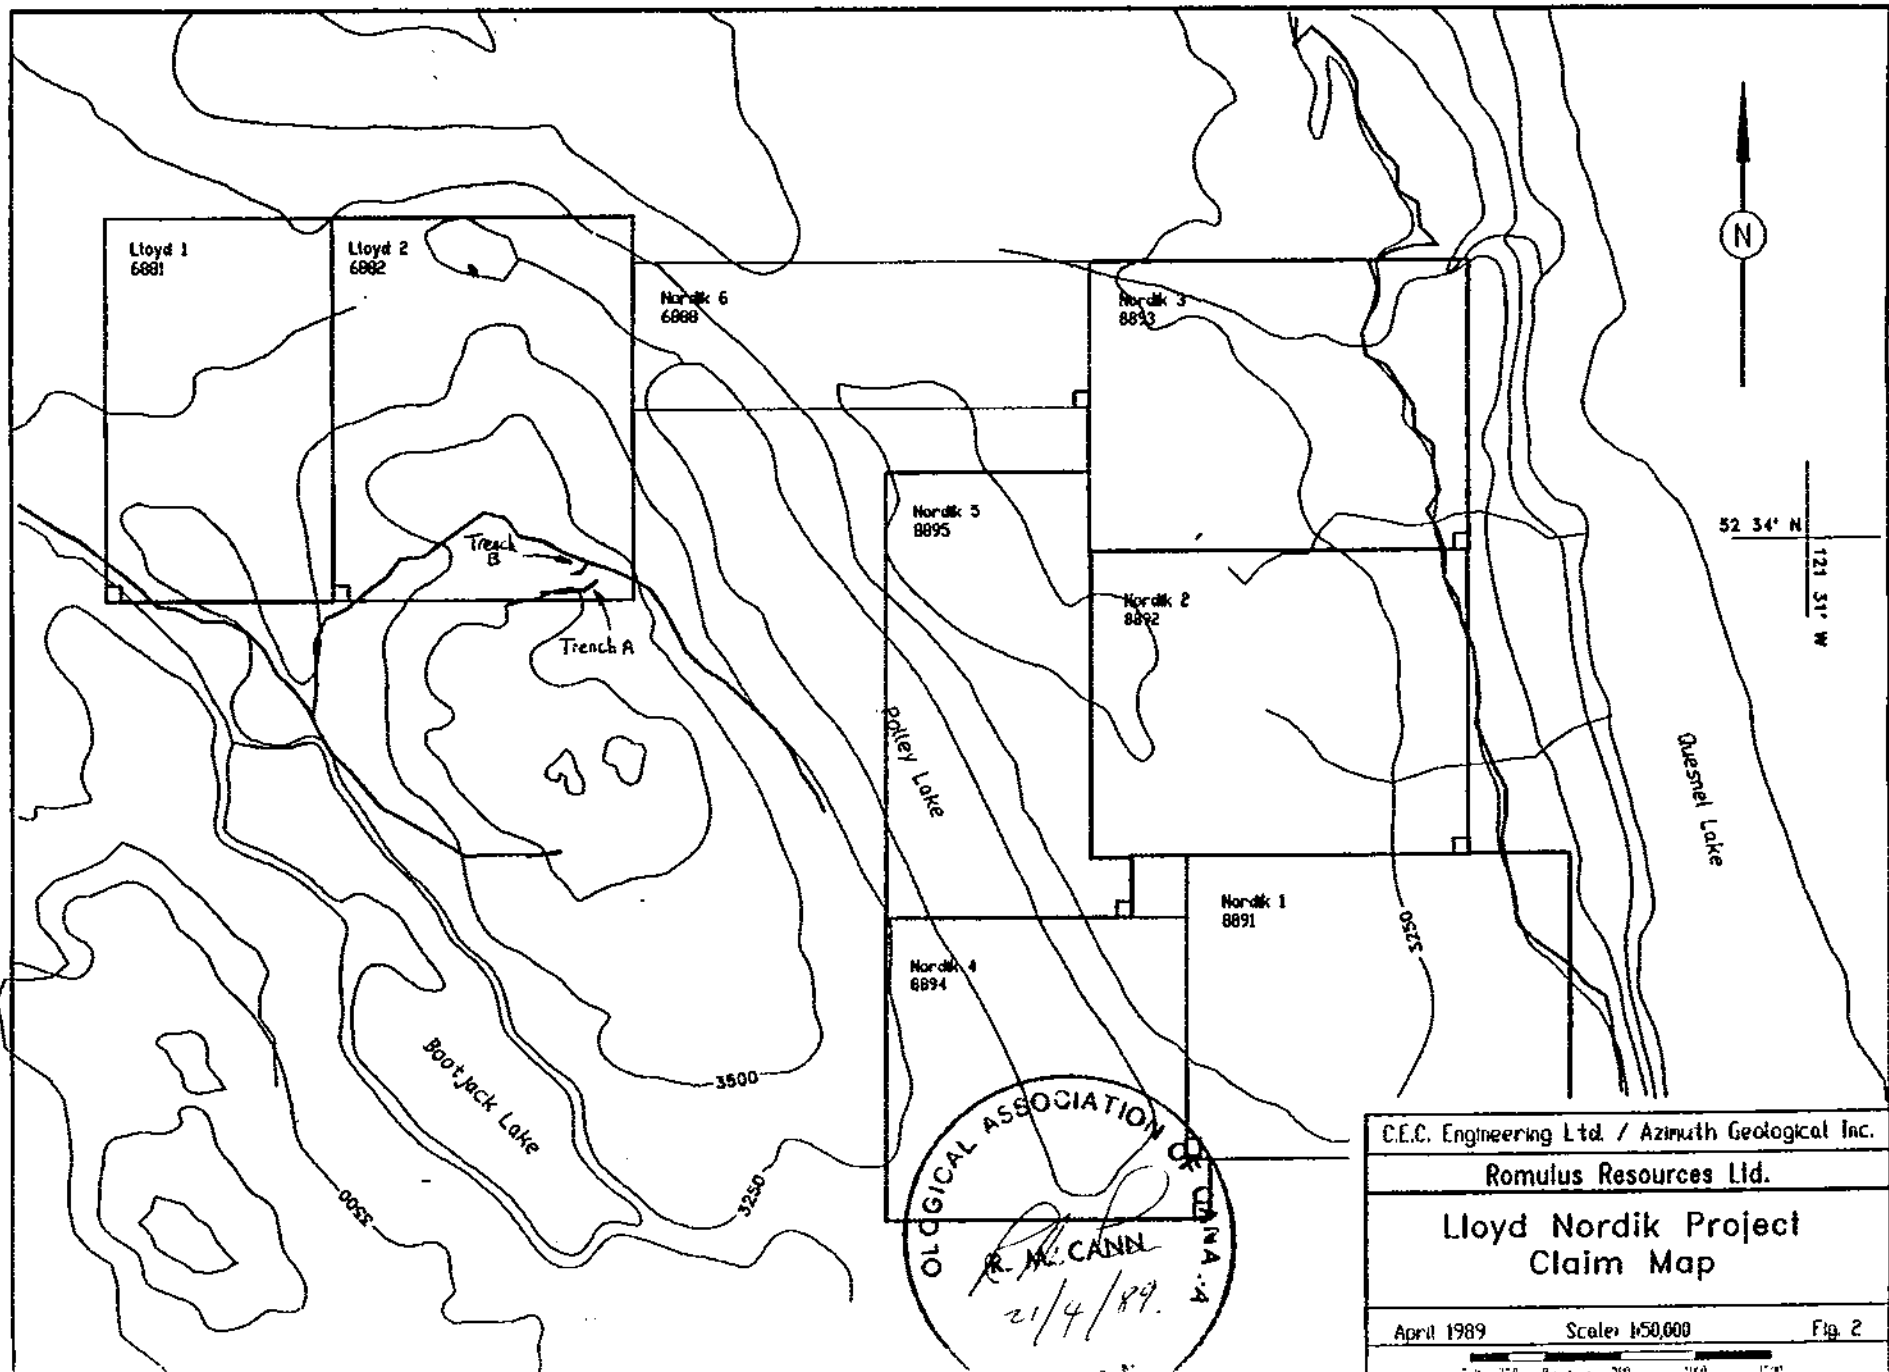 Lloyd 1
6881
Lloyd 2
6882
Nordik 6
6888
Nordik 3
8893
Nordik 5
8895
Nordik 2
8892
Trench
B
Trench A
52 34' N
121 31' W
Polley Lake
Quesnel Lake
Nordik 1
8891
3250
Nordik 4
8894
Bootjack Lake
3500
3250
3500
N
OLOGICAL ASSOCIATION OF CANA
R. McCANN
21/4/89.
C.E.C. Engineering Ltd. / Azimuth Geological Inc.
Romulus Resources Ltd.
Lloyd Nordik Project
Claim Map
April 1989 Scale: 1:50,000 Fig. 2